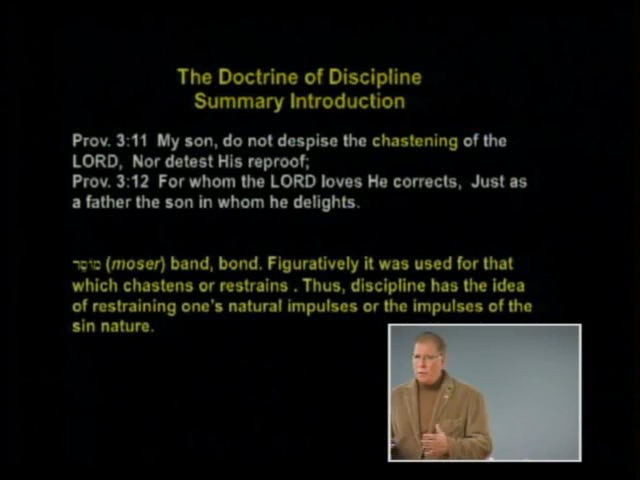 The Doctrine of Discipline
Summary Introduction
Prov. 3:11 My son, do not despise the chastening of the
LORD, Nor detest His reproof;
Prov. 3:12 For whom the LORD loves He corrects, Just as
a father the son in whom he delights.
מוֹסֵר (moser) band, bond. Figuratively it was used for that
which chastens or restrains . Thus, discipline has the idea
of restraining one's natural impulses or the impulses of the
sin nature.